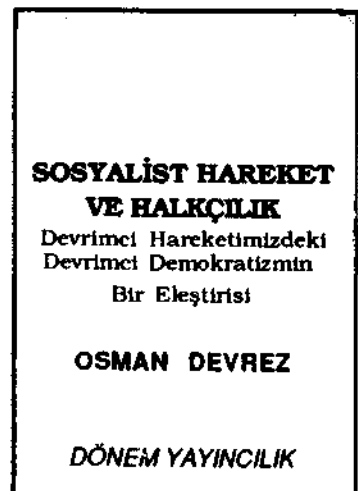 SOSYALİST HAREKET
VE HALKÇILIK
Devrimci Hareketimizdeki
Devrimci Demokratizmin
Bir Eleştirisi
OSMAN DEVREZ
DÖNEM YAYINCILIK